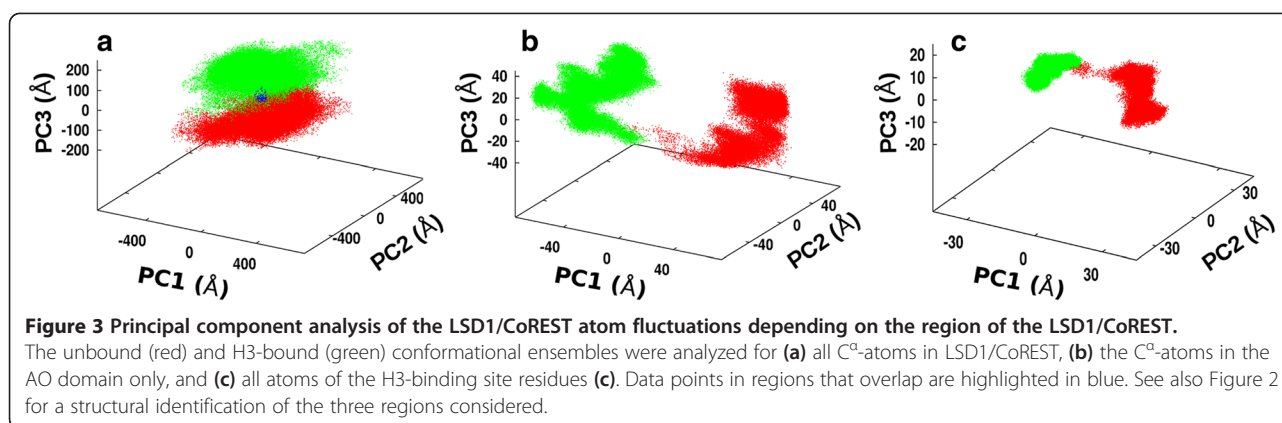 a
b
c
PC3 (Å)
200
100
0
-100
-200
-400
0
400
PC1 (Å)
-400
0
400
PC2 (Å)
PC3 (Å)
40
20
0
-20
-40
-40
0
40
PC1 (Å)
-40
0
40
PC2 (Å)
PC3 (Å)
20
10
0
-10
-20
-30
0
30
PC1 (Å)
-30
0
30
PC2 (Å)
Figure 3 Principal component analysis of the LSD1/CoREST atom fluctuations depending on the region of the LSD1/CoREST.
The unbound (red) and H3-bound (green) conformational ensembles were analyzed for (a) all Cᵅ-atoms in LSD1/CoREST, (b) the Cᵅ-atoms in the
AO domain only, and (c) all atoms of the H3-binding site residues (c). Data points in regions that overlap are highlighted in blue. See also Figure 2
for a structural identification of the three regions considered.